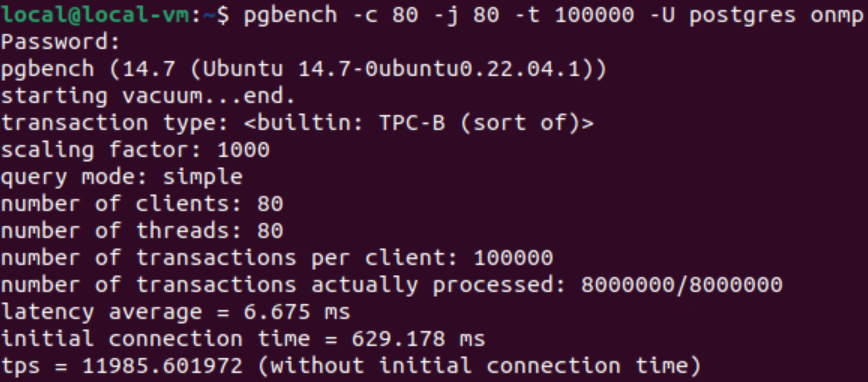 local@local-vm:~$ pgbench -c 80 -j 80 -t 100000 -U postgres onmp
Password:
pgbench (14.7 (Ubuntu 14.7-0ubuntu0.22.04.1))
starting vacuum...end.
transaction type: <builtin: TPC-B (sort of)>
scaling factor: 1000
query mode: simple
number of clients: 80
number of threads: 80
number of transactions per client: 100000
number of transactions actually processed: 8000000/8000000
latency average = 6.675 ms
initial connection time = 629.178 ms
tps = 11985.601972 (without initial connection time)